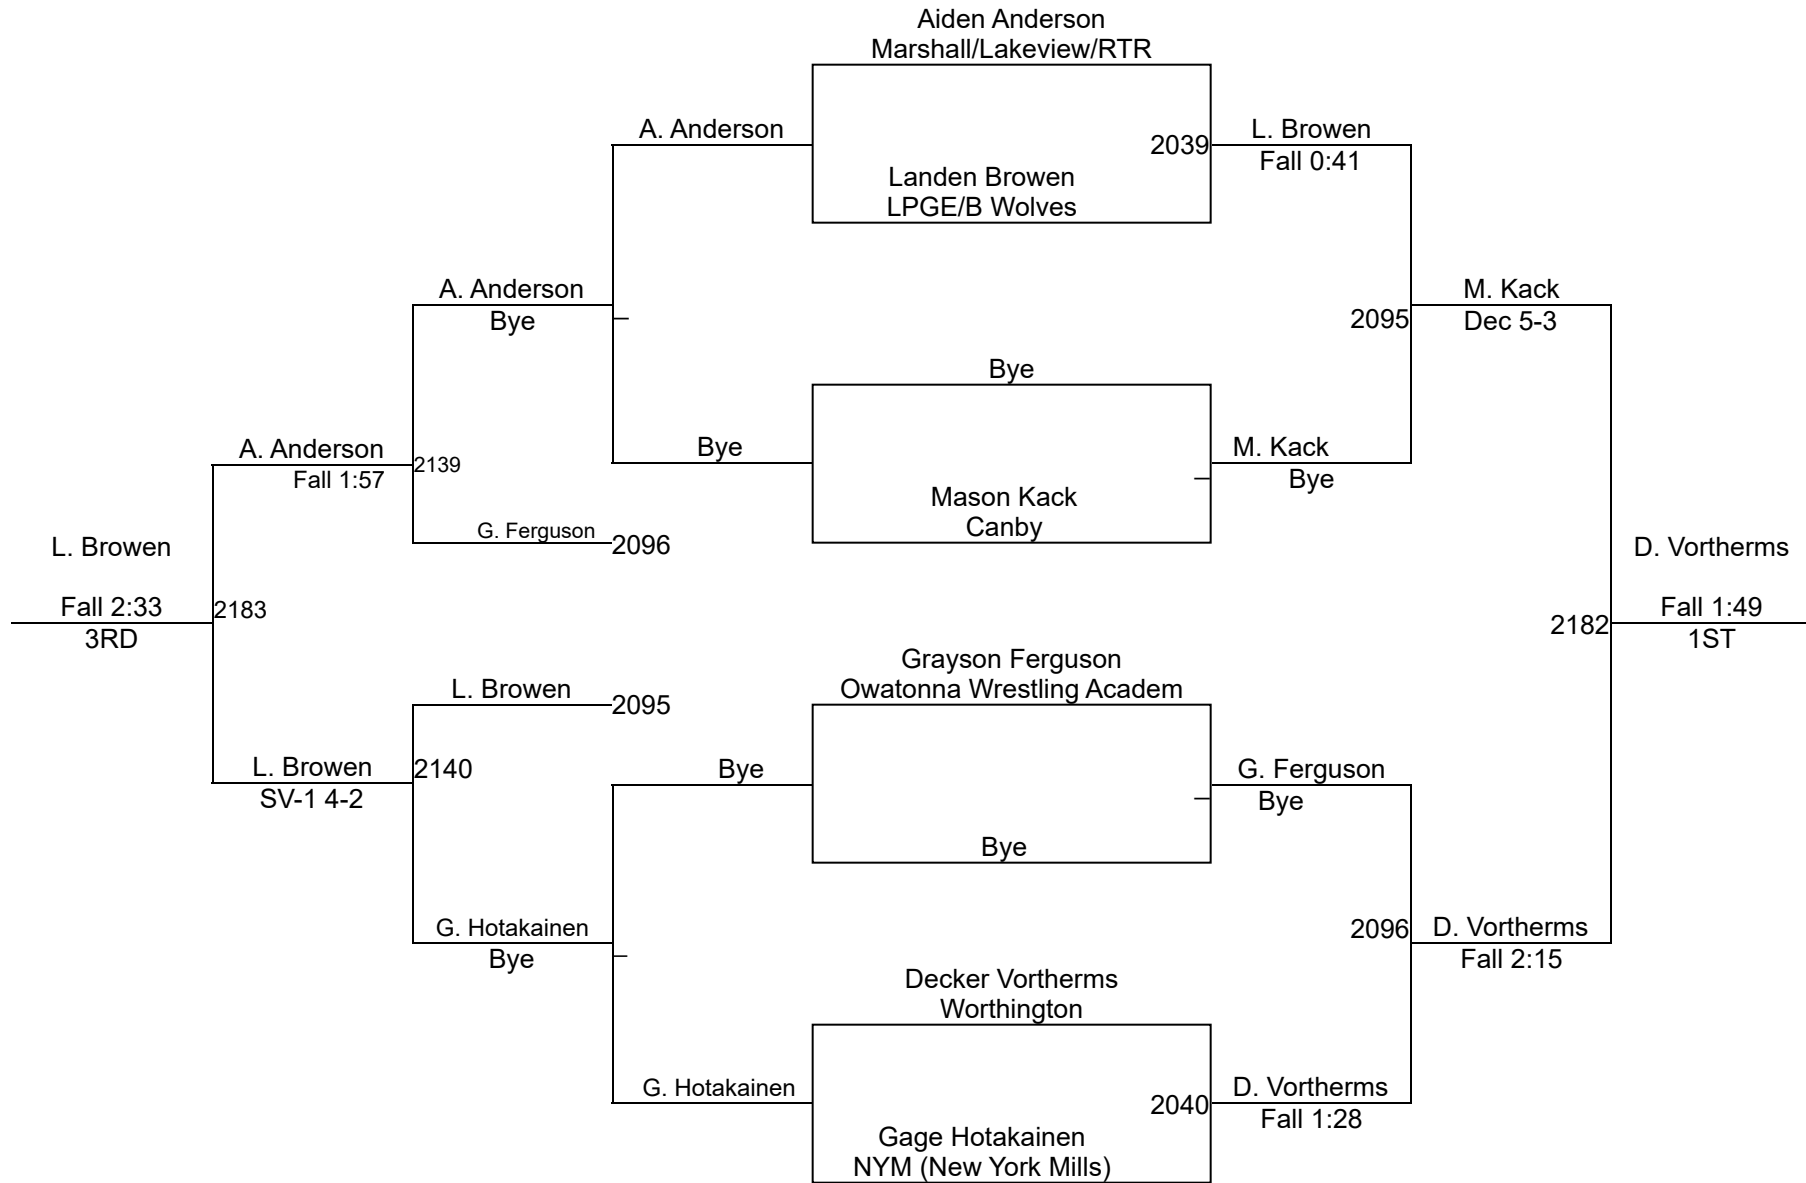 Aiden Anderson
Marshall/Lakeview/RTR
A. Anderson
2039
L. Browen
Fall 0:41
Landen Browen
LPGE/B Wolves
A. Anderson
Bye
2095
M. Kack
Dec 5-3
Bye
A. Anderson
Fall 1:57
2139
Bye
M. Kack
Bye
Mason Kack
Canby
G. Ferguson
2096
L. Browen
Fall 2:33
3RD
2183
D. Vortherms
Fall 1:49
1ST
2182
Grayson Ferguson
Owatonna Wrestling Academ
L. Browen
2095
L. Browen
SV-1 4-2
2140
Bye
G. Ferguson
Bye
Bye
G. Hotakainen
Bye
2096
D. Vortherms
Fall 2:15
Decker Vortherms
Worthington
G. Hotakainen
2040
D. Vortherms
Fall 1:28
Gage Hotakainen
NYM (New York Mills)